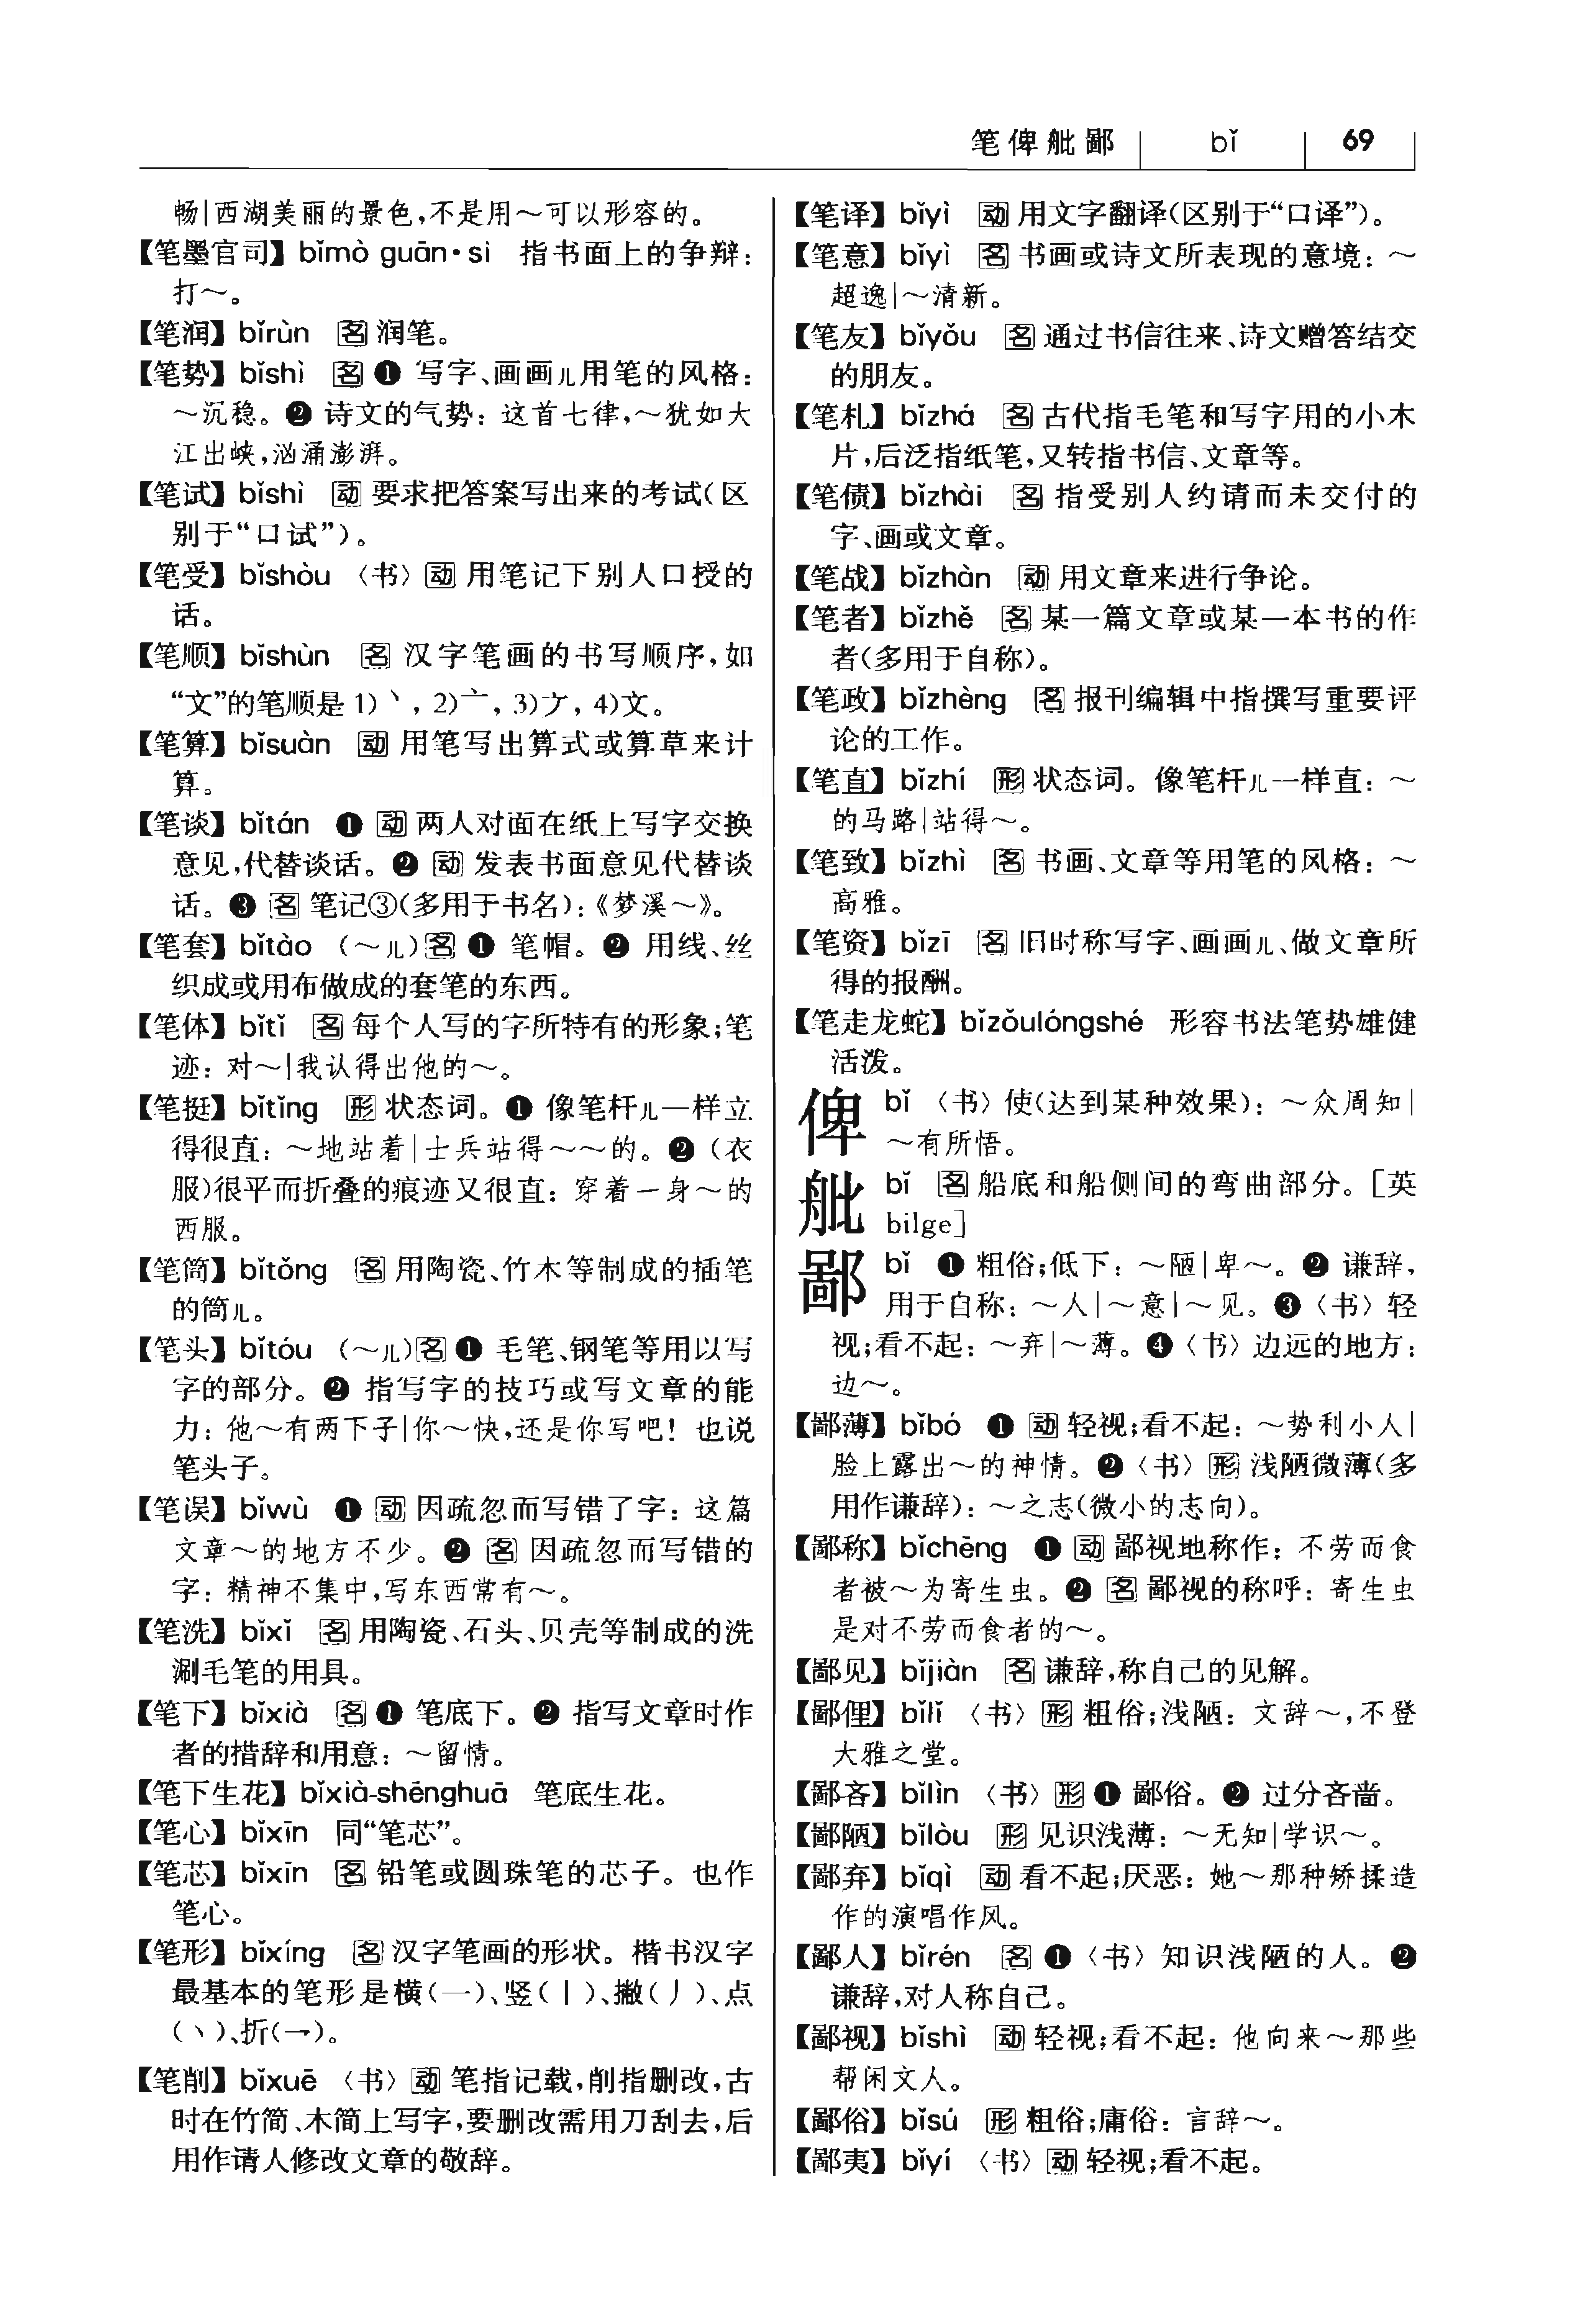 笔俾舭鄙 bǐ 69
畅|西湖美丽的景色,不是用～可以形容的。
【笔墨官司】bǐmò guān·si 指书面上的争辩:
打～。
【笔润】bǐrùn 名 润笔。
【笔势】bǐshì 名 ❶ 写字、画画儿用笔的风格:
～沉稳。❷ 诗文的气势: 这首七律,～犹如大
江出峡,汹涌澎湃。
【笔试】bǐshì 动 要求把答案写出来的考试(区
别于“口试”)。
【笔受】bǐshòu 〈书〉动 用笔记下别人口授的
话。
【笔顺】bǐshùn 名 汉字笔画的书写顺序,如
“文”的笔顺是 1)丶, 2)亠, 3)ナ, 4)文。
【笔算】bǐsuàn 动 用笔写出算式或算草来计
算。
【笔谈】bǐtán ❶ 动 两人对面在纸上写字交换
意见,代替谈话。❷ 动 发表书面意见代替谈
话。❸ 名 笔记③(多用于书名):《梦溪～》。
【笔套】bǐtào (～儿)名 ❶ 笔帽。❷ 用线、丝
织成或用布做成的套笔的东西。
【笔体】bǐtǐ 名 每个人写的字所特有的形象;笔
迹: 对～|我认得出他的～。
【笔挺】bǐtǐng 形 状态词。❶ 像笔杆儿一样立
得很直: ～地站着|士兵站得～～的。❷ (衣
服)很平而折叠的痕迹又很直: 穿着一身～的
西服。
【笔筒】bǐtǒng 名 用陶瓷、竹木等制成的插笔
的筒儿。
【笔头】bǐtóu (～儿)名 ❶ 毛笔、钢笔等用以写
字的部分。❷ 指写字的技巧或写文章的能
力: 他～有两下子|你～快,还是你写吧! 也说
笔头子。
【笔误】bǐwù ❶ 动 因疏忽而写错了字: 这篇
文章～的地方不少。❷ 名 因疏忽而写错的
字: 精神不集中,写东西常有～。
【笔洗】bǐxǐ 名 用陶瓷、石头、贝壳等制成的洗
涮毛笔的用具。
【笔下】bǐxià 名 ❶ 笔底下。❷ 指写文章时作
者的措辞和用意: ～留情。
【笔下生花】bǐxià-shēnghuā 笔底生花。
【笔心】bǐxīn 同“笔芯”。
【笔芯】bǐxīn 名 铅笔或圆珠笔的芯子。也作
笔心。
【笔形】bǐxíng 名 汉字笔画的形状。楷书汉字
最基本的笔形是横(一)、竖(丨)、撇(丿)、点
(丶)、折(㇇)。
【笔削】bǐxuē 〈书〉动 笔指记载,削指删改,古
时在竹简、木简上写字,要删改需用刀刮去,后
用作请人修改文章的敬辞。
【笔译】bǐyì 动 用文字翻译(区别于“口译”)。
【笔意】bǐyì 名 书画或诗文所表现的意境: ～
超逸|～清新。
【笔友】bǐyǒu 名 通过书信往来、诗文赠答结交
的朋友。
【笔札】bǐzhá 名 古代指毛笔和写字用的小木
片,后泛指纸笔,又转指书信、文章等。
【笔债】bǐzhài 名 指受别人约请而未交付的
字、画或文章。
【笔战】bǐzhàn 动 用文章来进行争论。
【笔者】bǐzhě 名 某一篇文章或某一本书的作
者(多用于自称)。
【笔政】bǐzhèng 名 报刊编辑中指撰写重要评
论的工作。
【笔直】bǐzhí 形 状态词。像笔杆儿一样直: ～
的马路|站得～。
【笔致】bǐzhì 名 书画、文章等用笔的风格: ～
高雅。
【笔资】bǐzī 名 旧时称写字、画画儿、做文章所
得的报酬。
【笔走龙蛇】bǐzǒulóngshé 形容书法笔势雄健
活泼。
俾 bǐ 〈书〉使(达到某种效果): ～众周知|
～有所悟。
舭 bǐ 名 船底和船侧间的弯曲部分。[英
bilge]
鄙 bǐ ❶ 粗俗;低下: ～陋|卑～。❷ 谦辞,
用于自称: ～人|～意|～见。❸〈书〉轻
视;看不起: ～弃|～薄。❹〈书〉边远的地方:
边～。
【鄙薄】bǐbó ❶ 动 轻视;看不起: ～势利小人|
脸上露出～的神情。❷〈书〉形 浅陋微薄(多
用作谦辞): ～之志(微小的志向)。
【鄙称】bǐchēng ❶ 动 鄙视地称作: 不劳而食
者被～为寄生虫。❷ 名 鄙视的称呼: 寄生虫
是对不劳而食者的～。
【鄙见】bǐjiàn 名 谦辞,称自己的见解。
【鄙俚】bǐlǐ 〈书〉形 粗俗;浅陋: 文辞～,不登
大雅之堂。
【鄙吝】bǐlìn 〈书〉形 ❶ 鄙俗。❷ 过分吝啬。
【鄙陋】bǐlòu 形 见识浅薄: ～无知|学识～。
【鄙弃】bǐqì 动 看不起;厌恶: 她～那种矫揉造
作的演唱作风。
【鄙人】bǐrén 名 ❶〈书〉知识浅陋的人。❷
谦辞,对人称自己。
【鄙视】bǐshì 动 轻视;看不起: 他向来～那些
帮闲文人。
【鄙俗】bǐsú 形 粗俗;庸俗: 言辞～。
【鄙夷】bǐyí 〈书〉动 轻视;看不起。